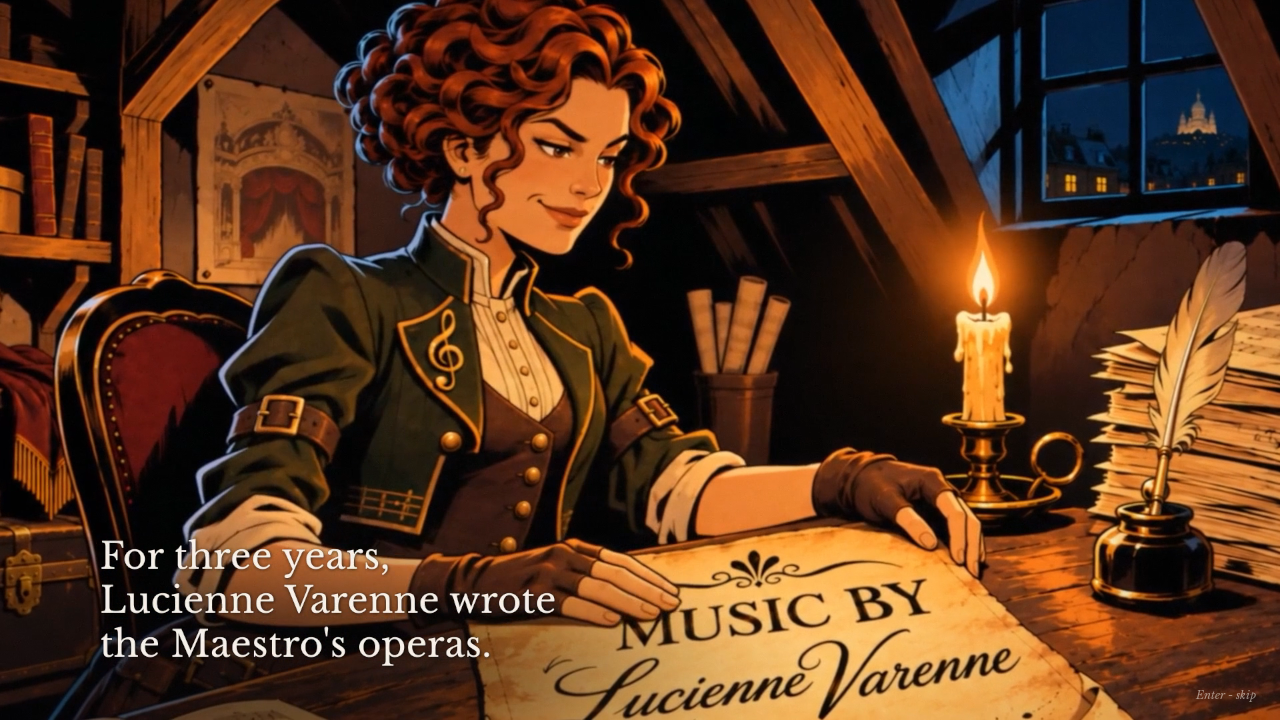 For three years,
Lucienne Varenne wrote
the Maestro's operas.
MUSIC BY
Lucienne Varenne
Enter - skip